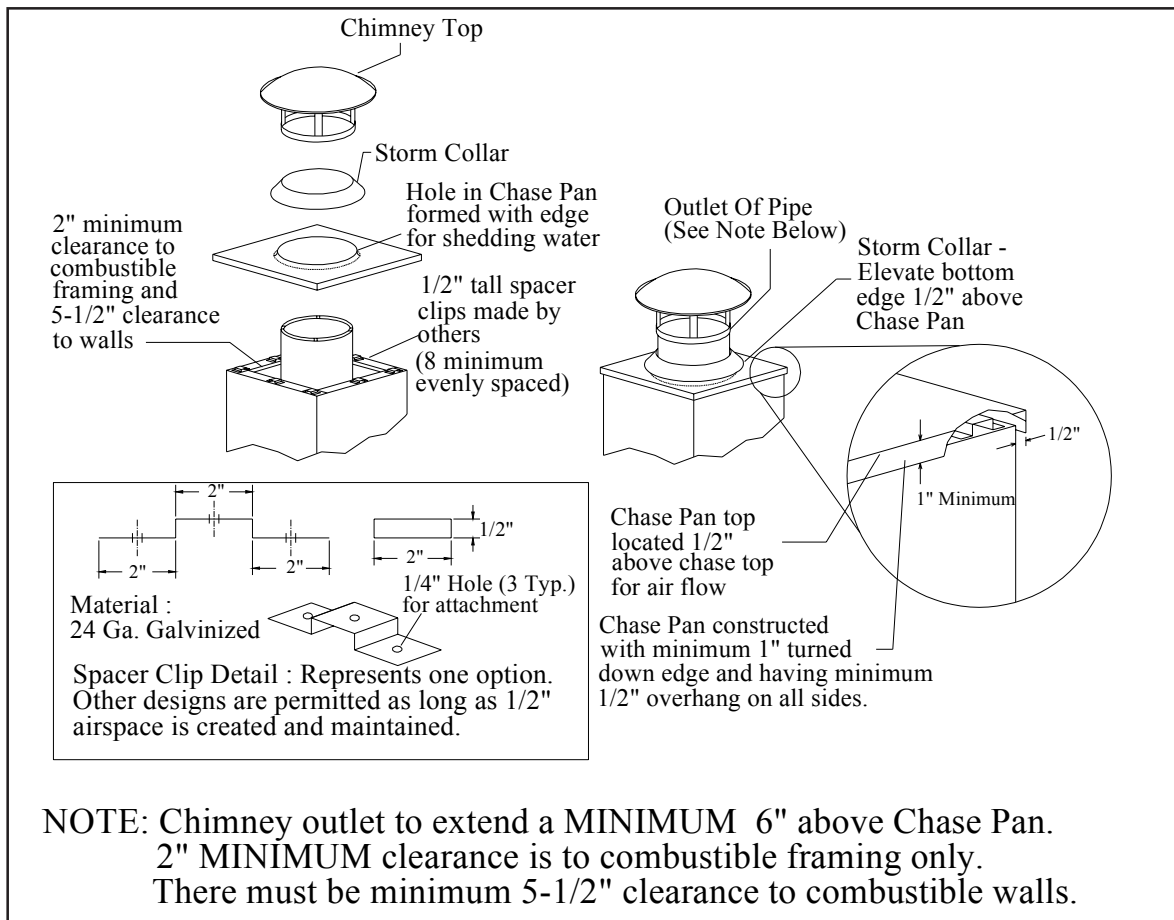 Chimney Top
Storm Collar
Hole in Chase Pan
formed with edge
for shedding water
2" minimum
clearance to
combustible
framing and
5-1/2" clearance
to walls
1/2" tall spacer
clips made by
others
(8 minimum
evenly spaced)
Outlet Of Pipe
(See Note Below)
Storm Collar -
Elevate bottom
edge 1/2" above
Chase Pan
1/2"
1" Minimum
Chase Pan top
located 1/2"
above chase top
for air flow
Chase Pan constructed
with minimum 1" turned
down edge and having minimum
1/2" overhang on all sides.
2"
2"
2"
1/2"
2"
1/4" Hole (3 Typ.)
for attachment
Material :
24 Ga. Galvinized
Spacer Clip Detail : Represents one option.
Other designs are permitted as long as 1/2"
airspace is created and maintained.
NOTE: Chimney outlet to extend a MINIMUM 6" above Chase Pan.
2" MINIMUM clearance is to combustible framing only.
There must be minimum 5-1/2" clearance to combustible walls.